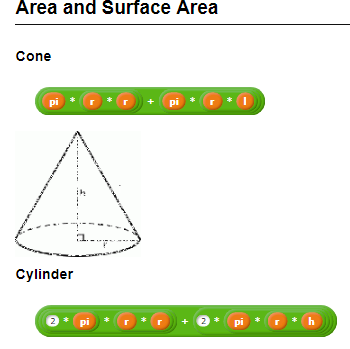 Area and Surface Area
Cone
pi * r * r + pi * r * l
h
r
Cylinder
2 * pi * r * r + 2 * pi * r * h